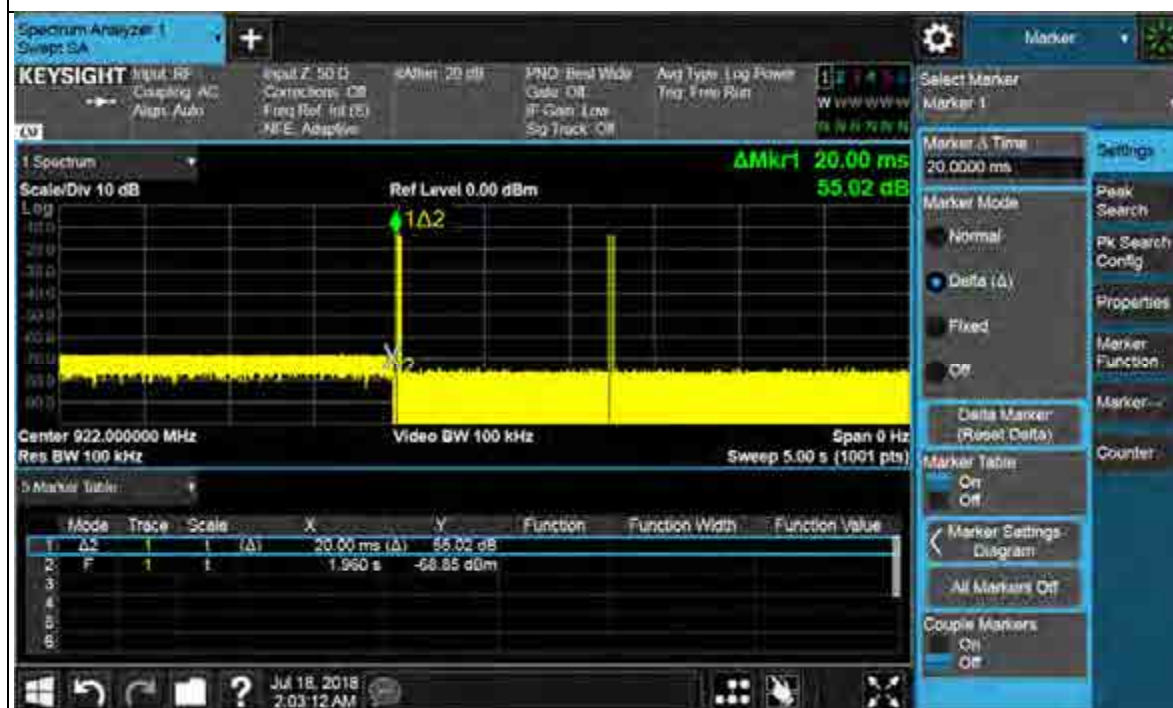 Spectrum Analyzer 1
Swept SA
Marker
KEYSIGHT
Input: RF
Coupling: AC
Align: Auto
Input Z: 50 Ω
Corrections: Off
Freq Ref: Int (S)
NFE: Adaptive
#Atten: 20 dB
PNO: Best Wide
Gate: Off
IF Gain: Low
Sig Track: Off
Avg Type: Log Power
Trig: Free Run
Select Marker
Marker 1
1 Spectrum
ΔMkr1 20.00 ms
Scale/Div 10 dB
Ref Level 0.00 dBm
55.02 dB
Log
1Δ2
Center 922.000000 MHz
Video BW 100 kHz
Span 0 Hz
Res BW 100 kHz
Sweep 5.00 s (1001 pts)
5 Marker Table
Mode Trace Scale X Y Function Function Width Function Value
1 Δ2 1 t (Δ) 20.00 ms (Δ) 55.02 dB
2 F 1 t 1.960 s -68.85 dBm
3
4
5
6
Marker Δ Time
20.0000 ms
Marker Mode
Normal
Delta (Δ)
Fixed
Off
Delta Marker
(Reset Delta)
Marker Table
On
Off
Marker Settings
Diagram
All Markers Off
Couple Markers
On
Off
Settings
Peak
Search
Pk Search
Config
Properties
Marker
Function
Marker→
Counter
Jul 18, 2018
2:03:12 AM